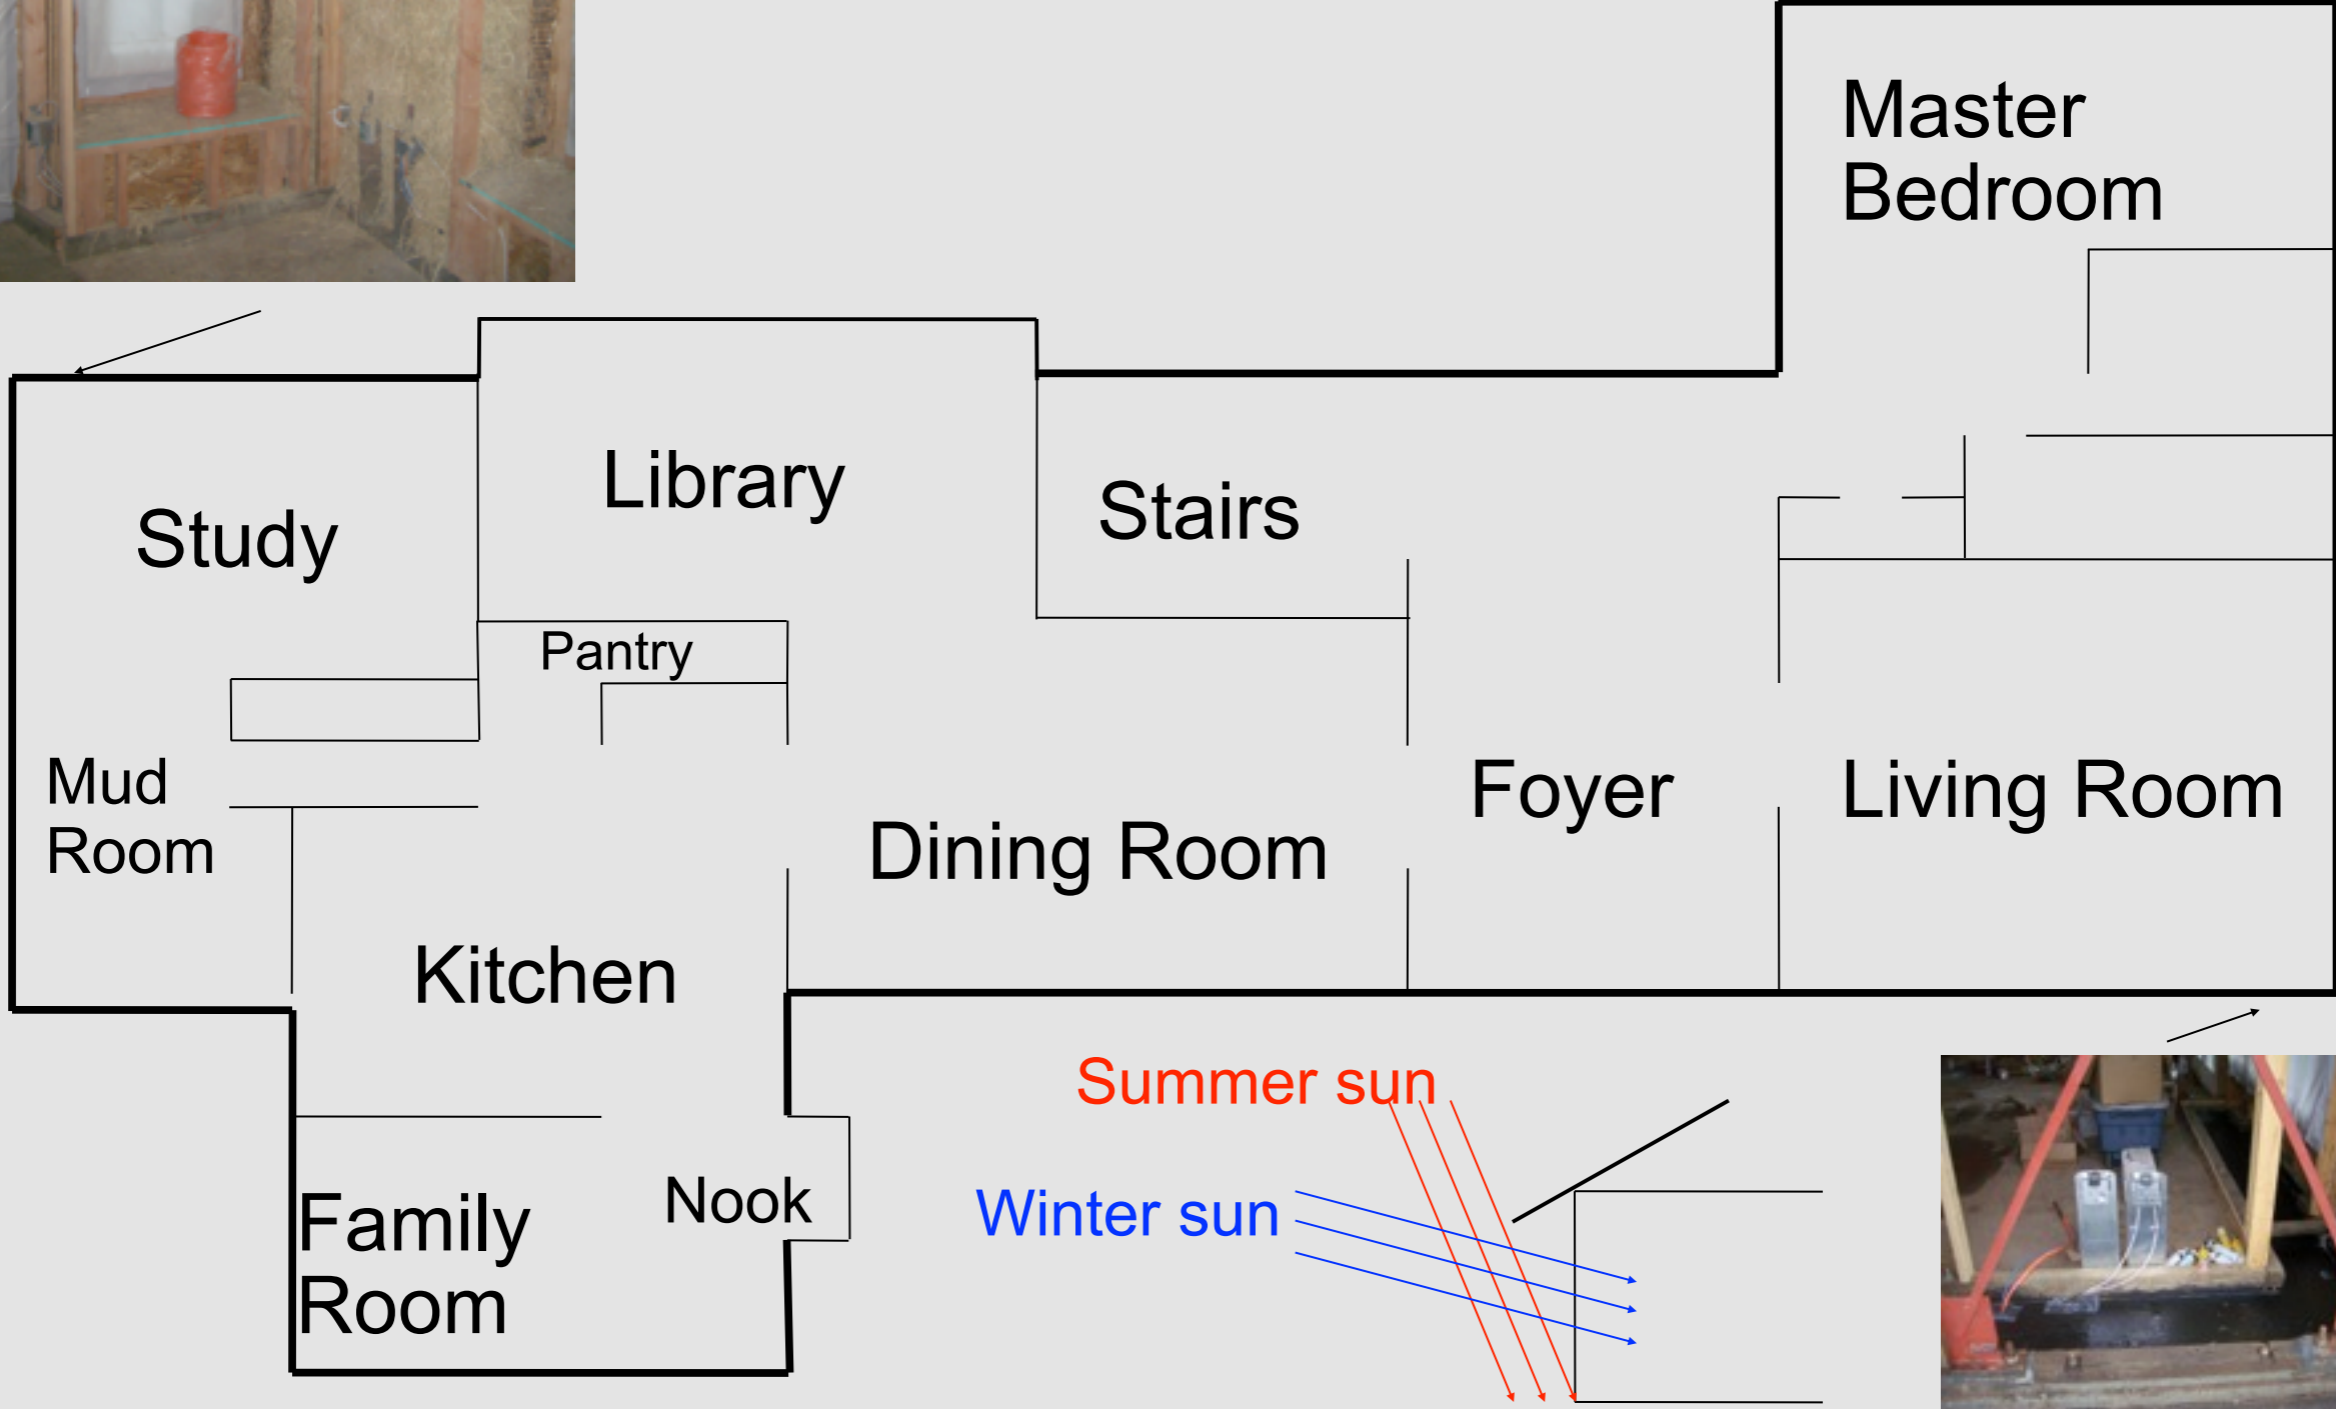 Master
Bedroom
Library
Stairs
Study
Pantry
Mud
Room
Foyer
Living Room
Dining Room
Kitchen
Summer sun
Nook
Winter sun
Family
Room